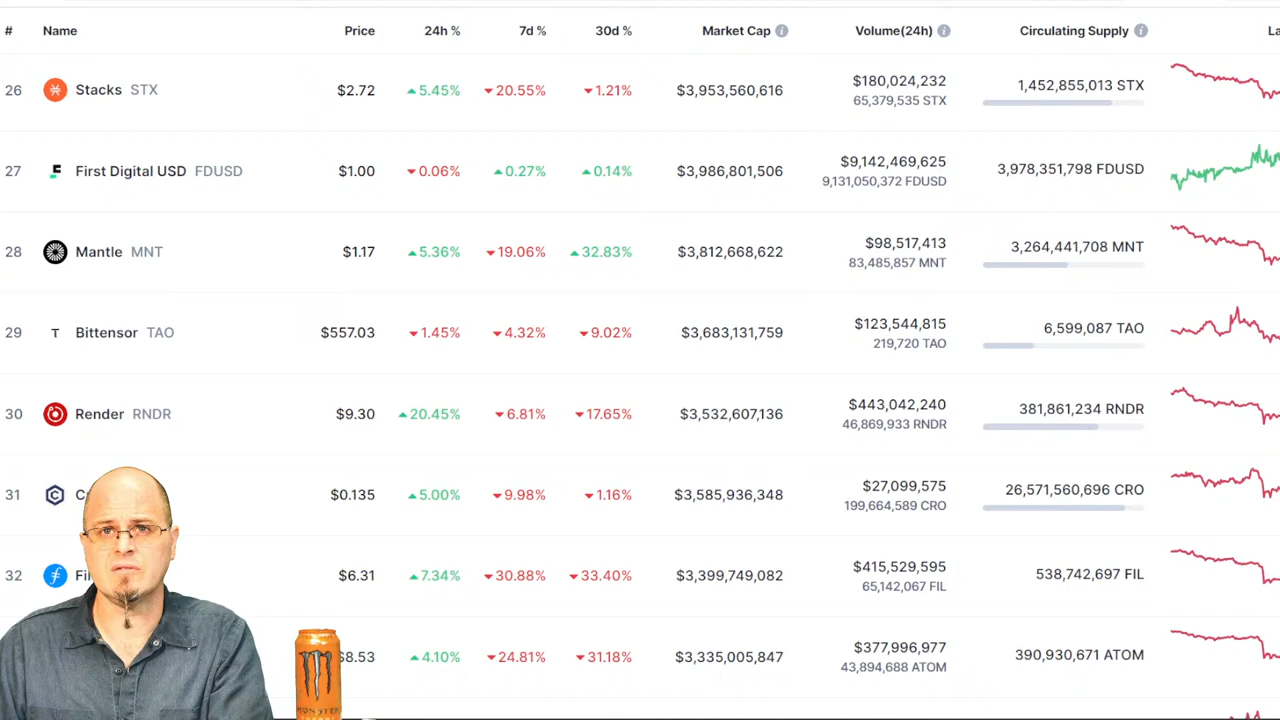 # Name Price 24h % 7d % 30d % Market Cap Volume(24h) Circulating Supply La
26 Stacks STX $2.72 5.45% 20.55% 1.21% $3,953,560,616 $180,024,232 1,452,855,013 STX
65,379,535 STX
27 First Digital USD FDUSD $1.00 0.06% 0.27% 0.14% $3,986,801,506 $9,142,469,625 3,978,351,798 FDUSD
9,131,050,372 FDUSD
28 Mantle MNT $1.17 5.36% 19.06% 32.83% $3,812,668,622 $98,517,413 3,264,441,708 MNT
83,485,857 MNT
29 T Bittensor TAO $557.03 1.45% 4.32% 9.02% $3,683,131,759 $123,544,815 6,599,087 TAO
219,720 TAO
30 Render RNDR $9.30 20.45% 6.81% 17.65% $3,532,607,136 $443,042,240 381,861,234 RNDR
46,869,933 RNDR
31 $0.135 5.00% 9.98% 1.16% $3,585,936,348 $27,099,575 26,571,560,696 CRO
199,664,589 CRO
32 $6.31 7.34% 30.88% 33.40% $3,399,749,082 $415,529,595 538,742,697 FIL
65,142,067 FIL
$8.53 4.10% 24.81% 31.18% $3,335,005,847 $377,996,977 390,930,671 ATOM
43,894,688 ATOM
MONSTER